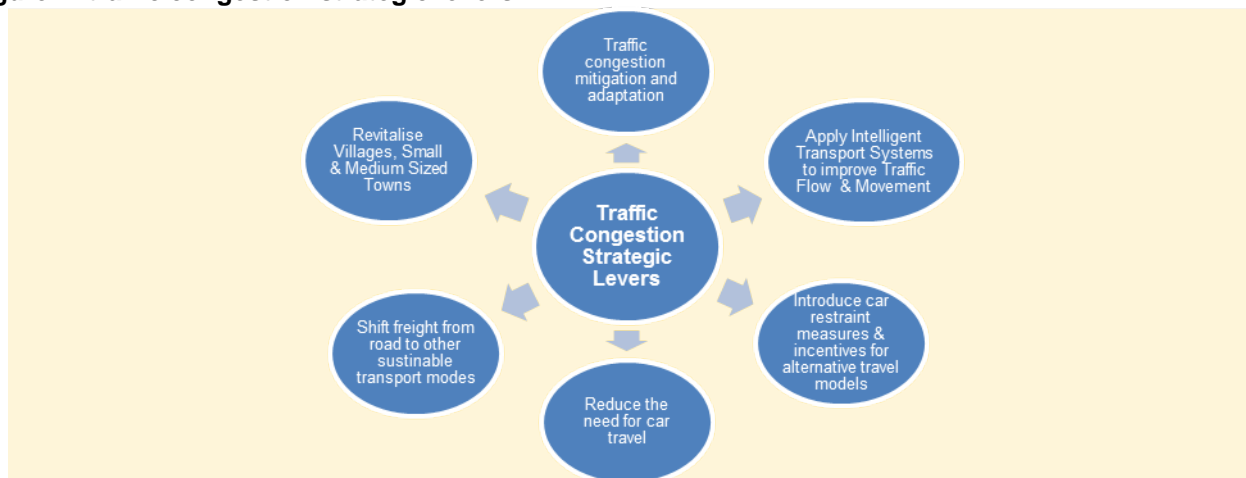 Traffic
congestion
mitigation and
adaptation
Apply Intelligent
Transport Systems
to improve Traffic
Flow & Movement
Introduce car
restraint
measures &
incentives for
alternative travel
models
Reduce the
need for car
travel
Shift freight from
road to other
sustinable
transport modes
Revitalise
Villages, Small
& Medium Sized
Towns
Traffic
Congestion
Strategic
Levers